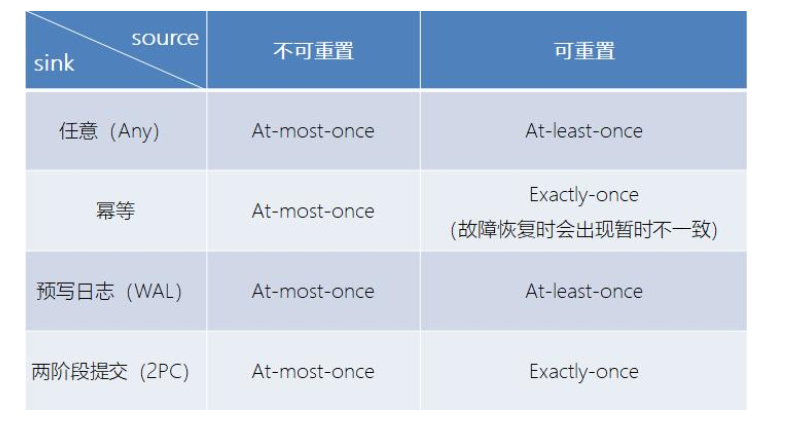 source
sink
不可重置
可重置
任意（Any）
At-most-once
At-least-once
幂等
At-most-once
Exactly-once
(故障恢复时会出现暂时不一致)
预写日志（WAL）
At-most-once
At-least-once
两阶段提交（2PC）
At-most-once
Exactly-once